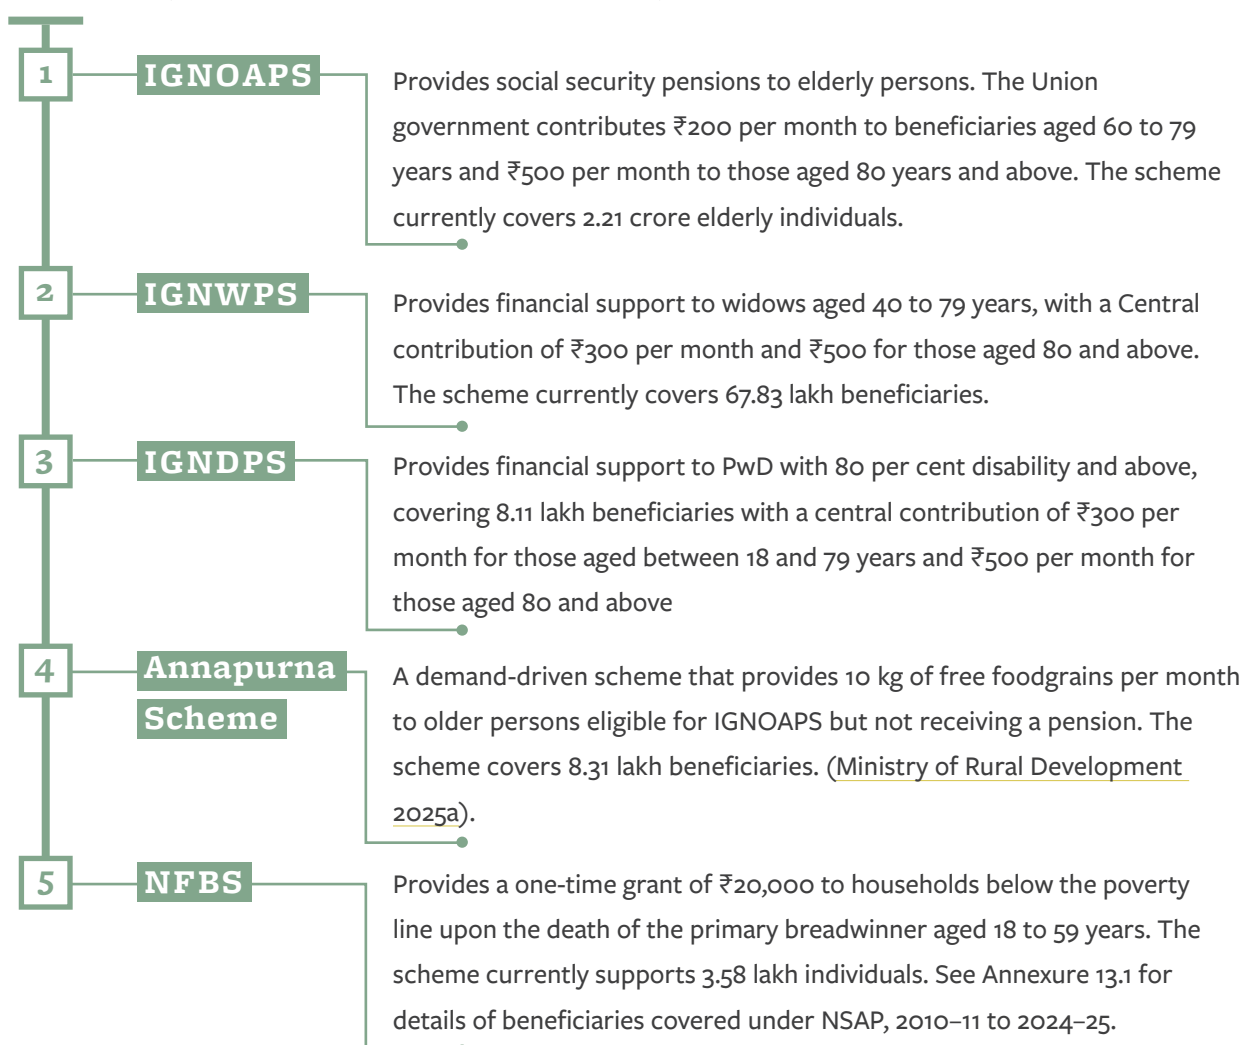 1
IGNOAPS
Provides social security pensions to elderly persons. The Union
government contributes ₹200 per month to beneficiaries aged 60 to 79
years and ₹500 per month to those aged 80 years and above. The scheme
currently covers 2.21 crore elderly individuals.
2
IGNWPS
Provides financial support to widows aged 40 to 79 years, with a Central
contribution of ₹300 per month and ₹500 for those aged 80 and above.
The scheme currently covers 67.83 lakh beneficiaries.
3
IGNDPS
Provides financial support to PwD with 80 per cent disability and above,
covering 8.11 lakh beneficiaries with a central contribution of ₹300 per
month for those aged between 18 and 79 years and ₹500 per month for
those aged 80 and above
4
Annapurna
Scheme
A demand-driven scheme that provides 10 kg of free foodgrains per month
to older persons eligible for IGNOAPS but not receiving a pension. The
scheme covers 8.31 lakh beneficiaries. (Ministry of Rural Development
2025a).
5
NFBS
Provides a one-time grant of ₹20,000 to households below the poverty
line upon the death of the primary breadwinner aged 18 to 59 years. The
scheme currently supports 3.58 lakh individuals. See Annexure 13.1 for
details of beneficiaries covered under NSAP, 2010–11 to 2024–25.